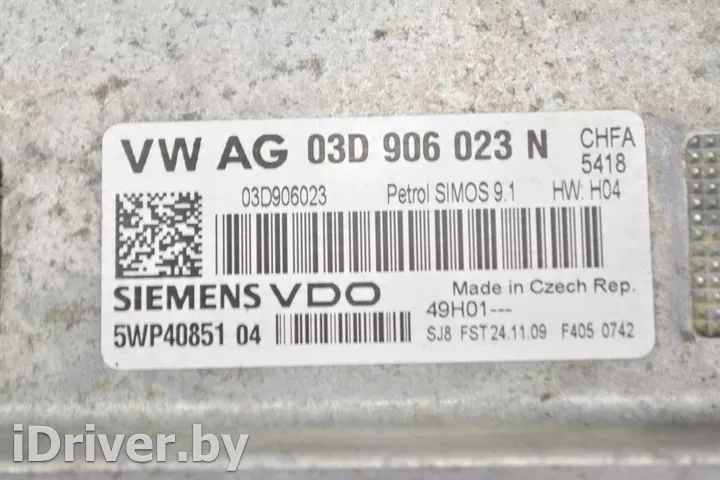 VW AG 03D 906 023 N CHFA
5418
03D906023 Petrol SIMOS 9.1 HW: H04
SIEMENS VDO Made in Czech Rep.
49H01---
5WP40851 04 SJ8 FST 24.11.09 F405 0742
iDriver.by